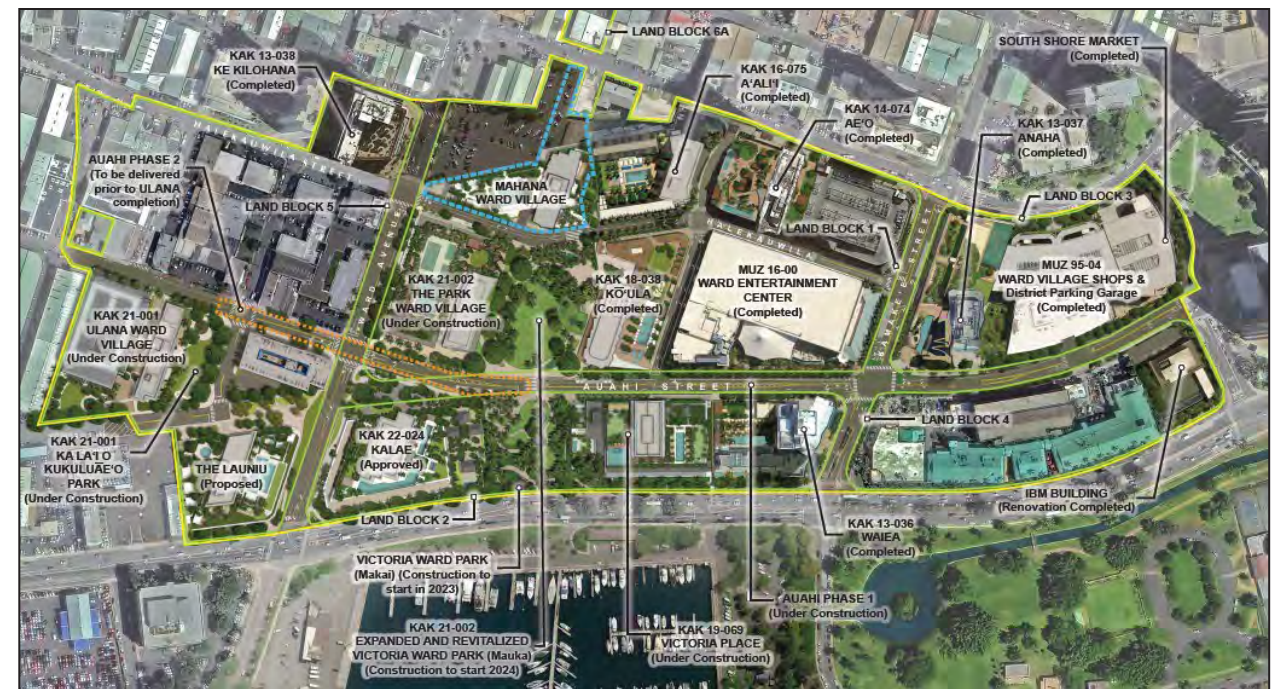 LAND BLOCK 6A
KAK 13-038
KE KILOHANA
(Completed)
SOUTH SHORE MARKET
(Completed)
KAK 16-075
A'ALI'I
(Completed)
KAK 14-074
AE'O
(Completed)
KAK 13-037
ANAHA
(Completed)
HALEKAUWILA STREET
AUAHI PHASE 2
(To be delivered
prior to ULANA
completion)
LAND BLOCK 5
MAHANA
WARD VILLAGE
LAND BLOCK 3
LAND BLOCK 1
WARD AVENUE
HALEKAUWILA
KAMAKE'E STREET
KAK 21-002
THE PARK
WARD VILLAGE
(Under Construction)
KAK 18-038
KŌ'ULA
(Completed)
MUZ 16-00
WARD ENTERTAINMENT
CENTER
(Completed)
MUZ 95-04
WARD VILLAGE SHOPS &
District Parking Garage
(Completed)
KAK 21-001
ULANA WARD
VILLAGE
(Under Construction)
AUAHI STREET
LAND BLOCK 4
KAK 21-001
KA LA'I O
KUKULUAE'O
PARK
(Under Construction)
THE LAUNIU
(Proposed)
KAK 22-024
KALAE
(Approved)
IBM BUILDING
(Renovation Completed)
LAND BLOCK 2
KAK 13-036
WAIEA
(Completed)
VICTORIA WARD PARK
(Makai) (Construction to
start in 2023)
AUAHI PHASE 1
(Under Construction)
KAK 21-002
EXPANDED AND REVITALIZED
VICTORIA WARD PARK (Mauka)
(Construction to start 2024)
KAK 19-069
VICTORIA PLACE
(Under Construction)